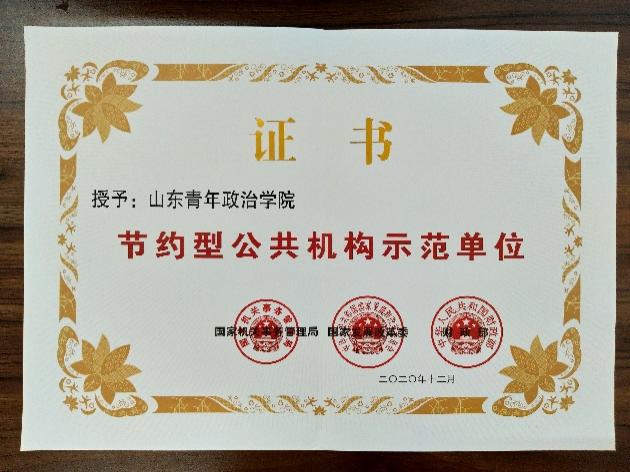 证书
授予：山东青年政治学院
节约型公共机构示范单位
国家机关事务管理局 国家发展改革委 财政部
二〇二〇年十二月